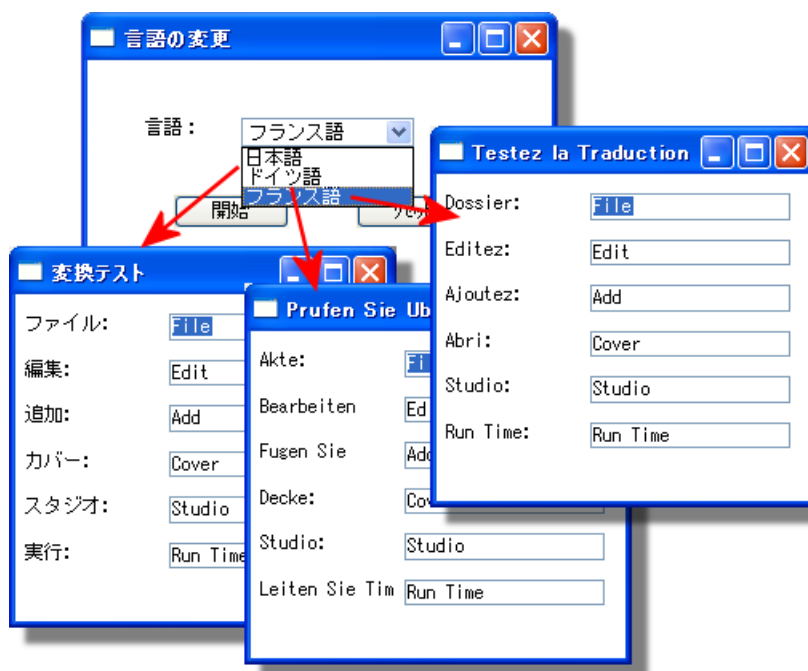 言語の変更
言語：
フランス語
日本語
ドイツ語
フランス語
開始
Testez la Traduction
Dossier: File
Editez: Edit
Ajoutez: Add
Abri: Cover
Studio: Studio
Run Time: Run Time
変換テスト
ファイル: File
編集: Edit
追加: Add
カバー: Cover
スタジオ: Studio
実行: Run Time
Prufen Sie Ub
Akte:
Bearbeiten Ed
Fugen Sie
Decke:
Studio: Studio
Leiten Sie Tim Run Time